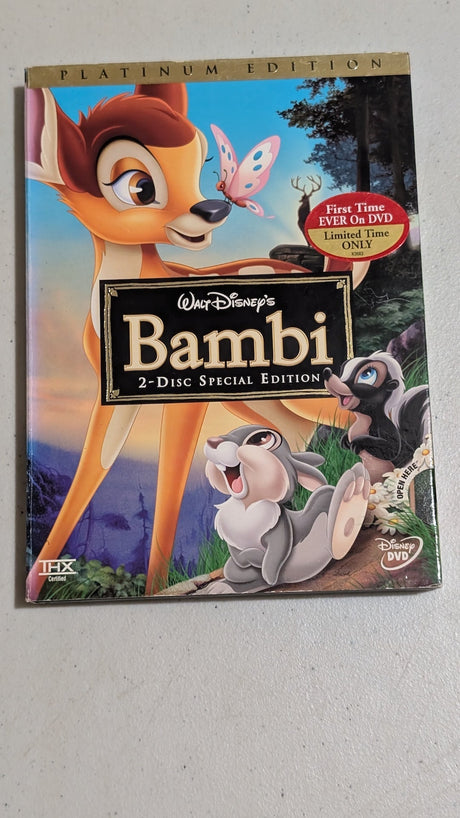 PLATINUM EDITION
First Time
EVER On DVD
Limited Time
ONLY
WALT DISNEY'S
Bambi
2-DISC SPECIAL EDITION
OPEN HERE
THX
Certified
Disney
DVD